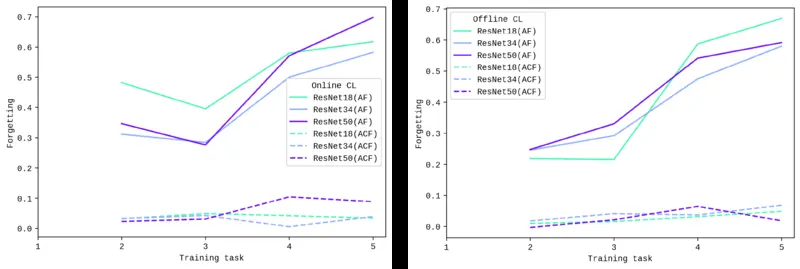 0.7
0.6
0.5
0.4
0.3
0.2
0.1
0.0
Forgetting
Online CL
ResNet18(AF)
ResNet34(AF)
ResNet50(AF)
ResNet18(ACF)
ResNet34(ACF)
ResNet50(ACF)
1 2 3 4 5
Training task
0.7
0.6
0.5
0.4
0.3
0.2
0.1
0.0
Forgetting
Offline CL
ResNet18(AF)
ResNet34(AF)
ResNet50(AF)
ResNet18(ACF)
ResNet34(ACF)
ResNet50(ACF)
1 2 3 4 5
Training task